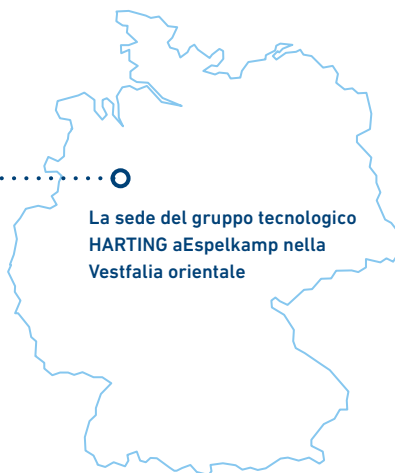 La sede del gruppo tecnologico
HARTING aEspelkamp nella
Vestfalia orientale